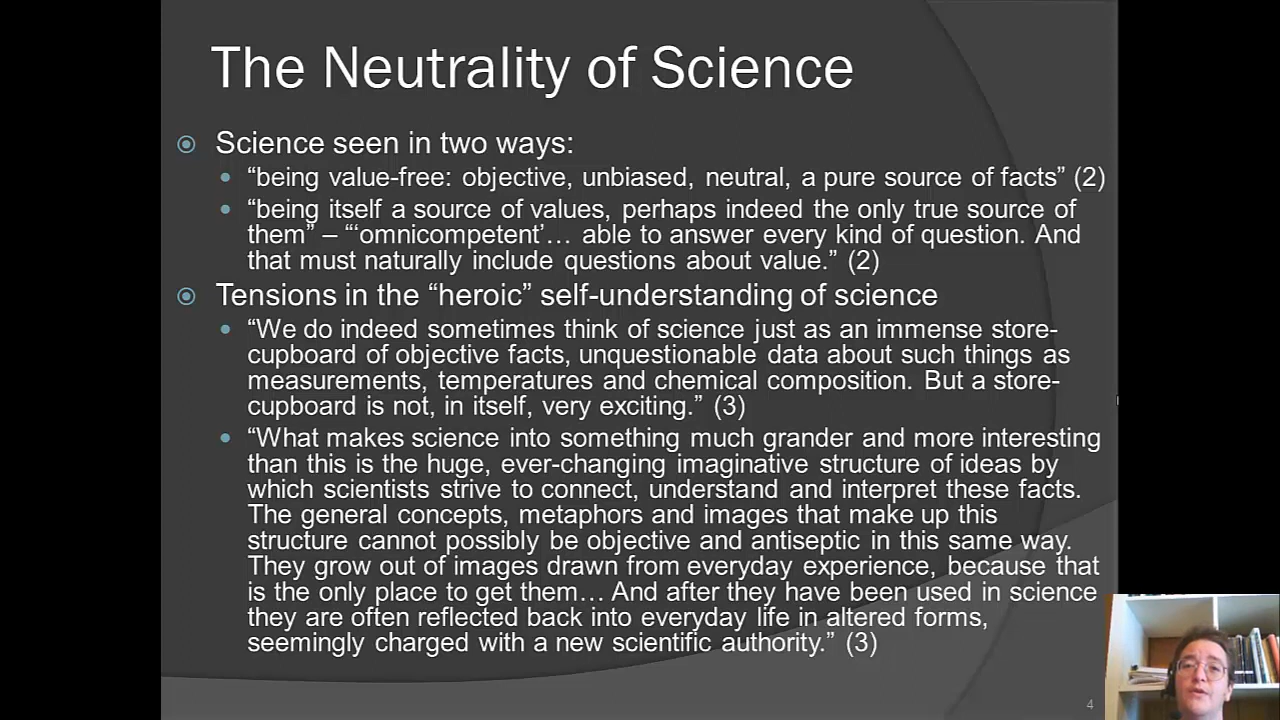 The Neutrality of Science
Science seen in two ways:
“being value-free: objective, unbiased, neutral, a pure source of facts” (2)
“being itself a source of values, perhaps indeed the only true source of
them” – “‘omnicompetent’… able to answer every kind of question. And
that must naturally include questions about value.” (2)
Tensions in the “heroic” self-understanding of science
“We do indeed sometimes think of science just as an immense store-
cupboard of objective facts, unquestionable data about such things as
measurements, temperatures and chemical composition. But a store-
cupboard is not, in itself, very exciting.” (3)
“What makes science into something much grander and more interesting
than this is the huge, ever-changing imaginative structure of ideas by
which scientists strive to connect, understand and interpret these facts.
The general concepts, metaphors and images that make up this
structure cannot possibly be objective and antiseptic in this same way.
They grow out of images drawn from everyday experience, because that
is the only place to get them… And after they have been used in science
they are often reflected back into everyday life in altered forms,
seemingly charged with a new scientific authority.” (3)
4